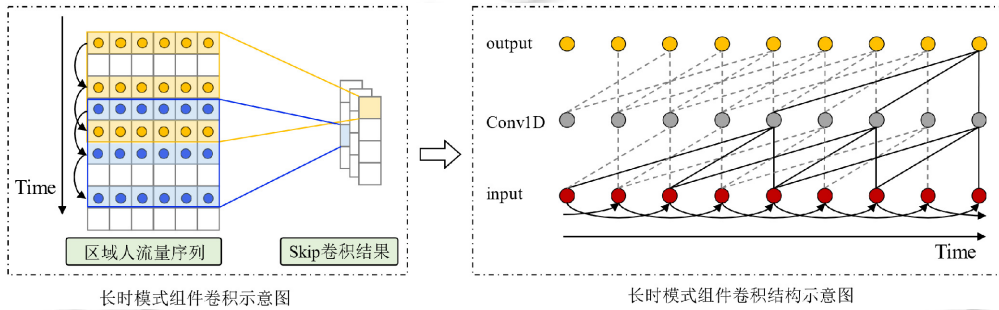 Time
区域人流量序列
Skip卷积结果
长时模式组件卷积示意图
output
Conv1D
input
Time
长时模式组件卷积结构示意图